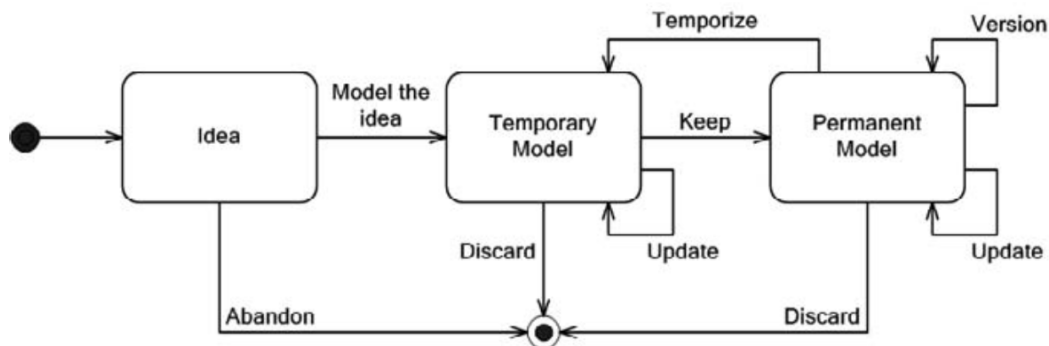 Temporize
Version
Model the
idea
Idea
Temporary
Model
Keep
Permanent
Model
Discard
Update
Update
Abandon
Discard